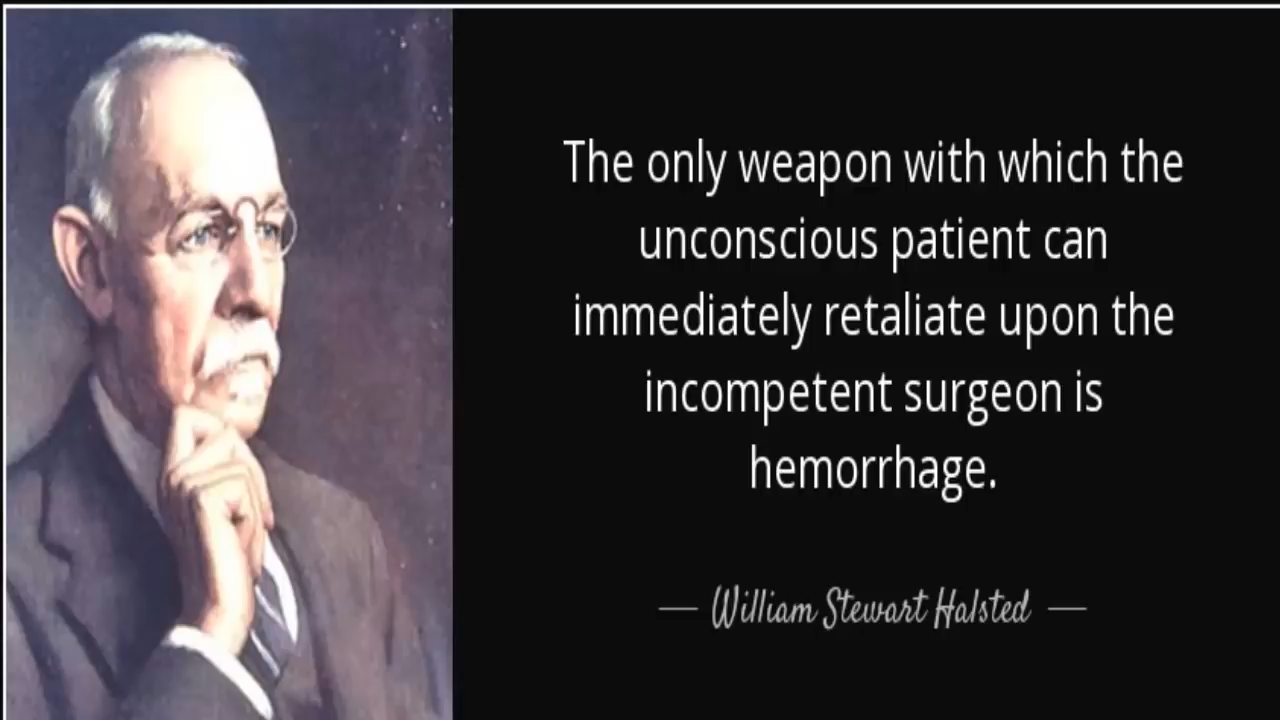 The only weapon with which the
unconscious patient can
immediately retaliate upon the
incompetent surgeon is
hemorrhage.
— William Stewart Halsted —